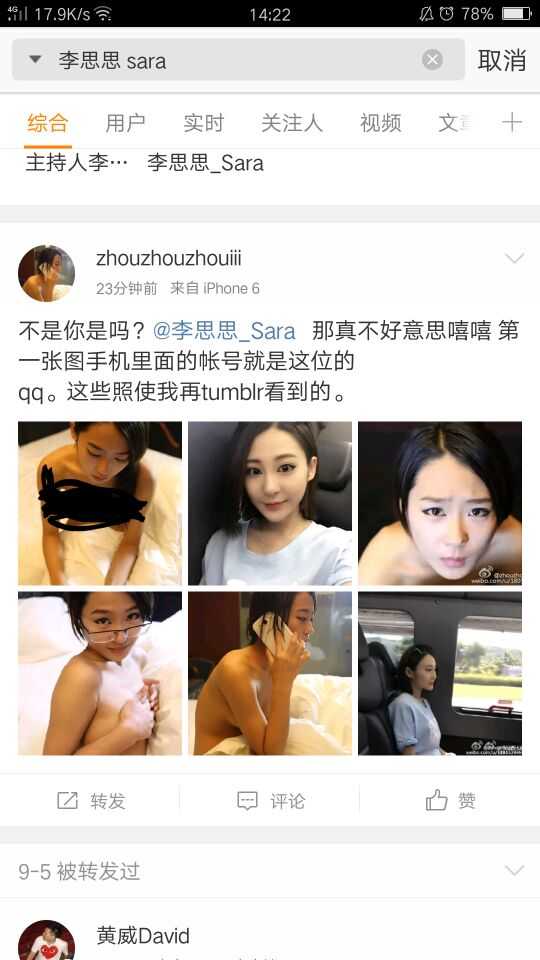 4G 17.9K/s 14:22 78%
李思思 sara 取消
综合 用户 实时 关注人 视频
主持人李… 李思思_Sara
zhouzhouzhouiii
23分钟前 来自 iPhone 6
不是你是吗？@李思思_Sara 那真不好意思嘻嘻 第
一张图手机里面的帐号就是这位的
qq。这些照使我再tumblr看到的。
转发 评论 赞
9-5 被转发过
黄威David